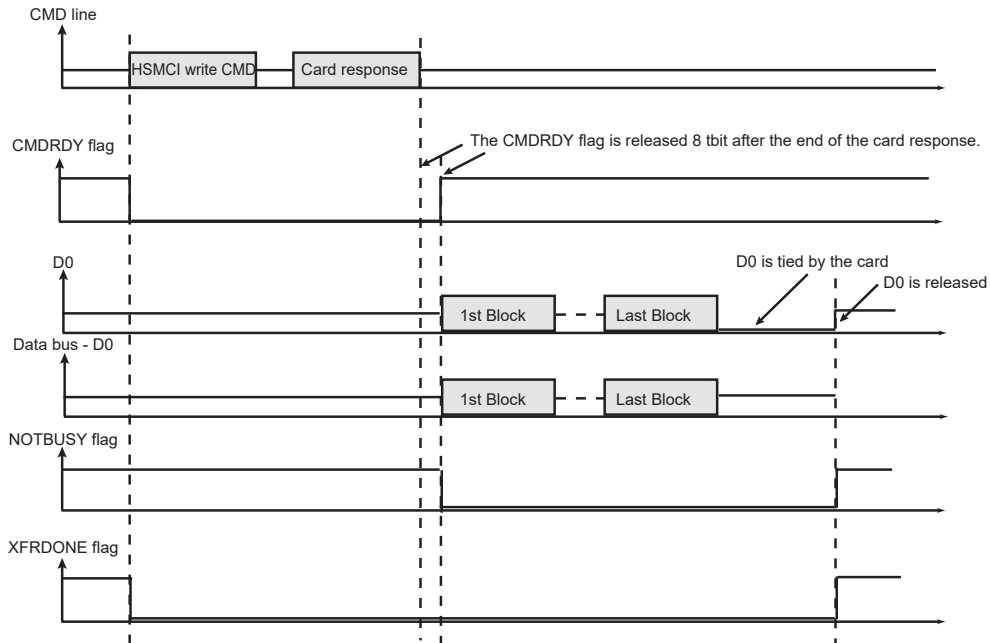 CMD line
HSMCI write CMD
Card response
CMDRDY flag
The CMDRDY flag is released 8 tbit after the end of the card response.
D0
D0 is tied by the card
D0 is released
1st Block
Last Block
Data bus - D0
1st Block
Last Block
NOTBUSY flag
XFRDONE flag